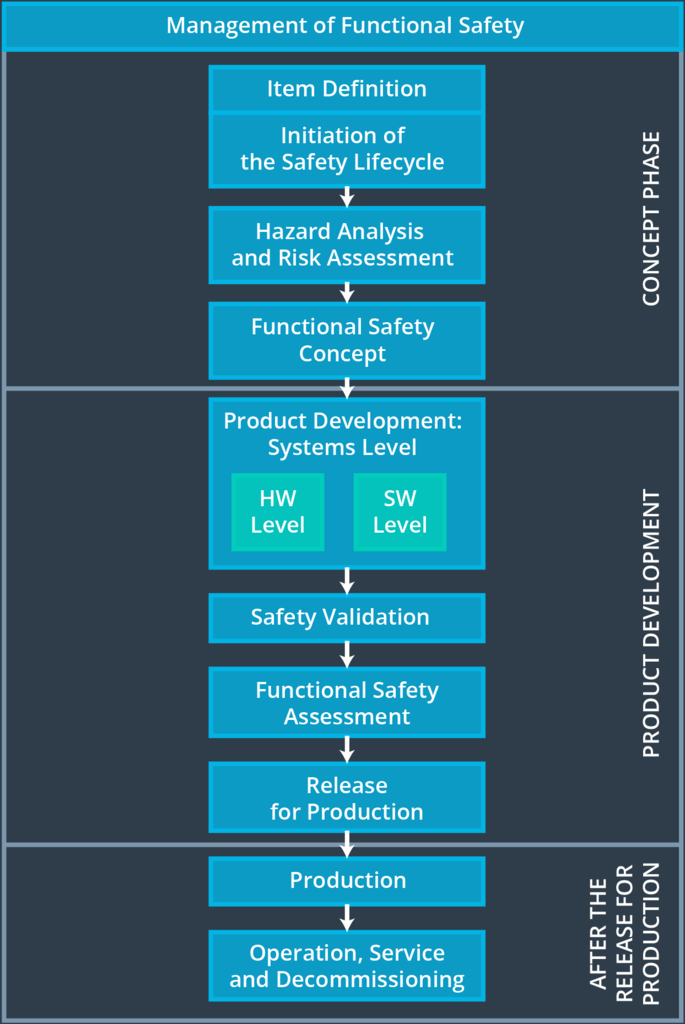 Management of Functional Safety
Item Definition
Initiation of
the Safety Lifecycle
Hazard Analysis
and Risk Assessment
Functional Safety
Concept
CONCEPT PHASE
Product Development:
Systems Level
HW
Level
SW
Level
Safety Validation
Functional Safety
Assessment
Release
for Production
PRODUCT DEVELOPMENT
Production
Operation, Service
and Decommissioning
AFTER THE
RELEASE FOR
PRODUCTION